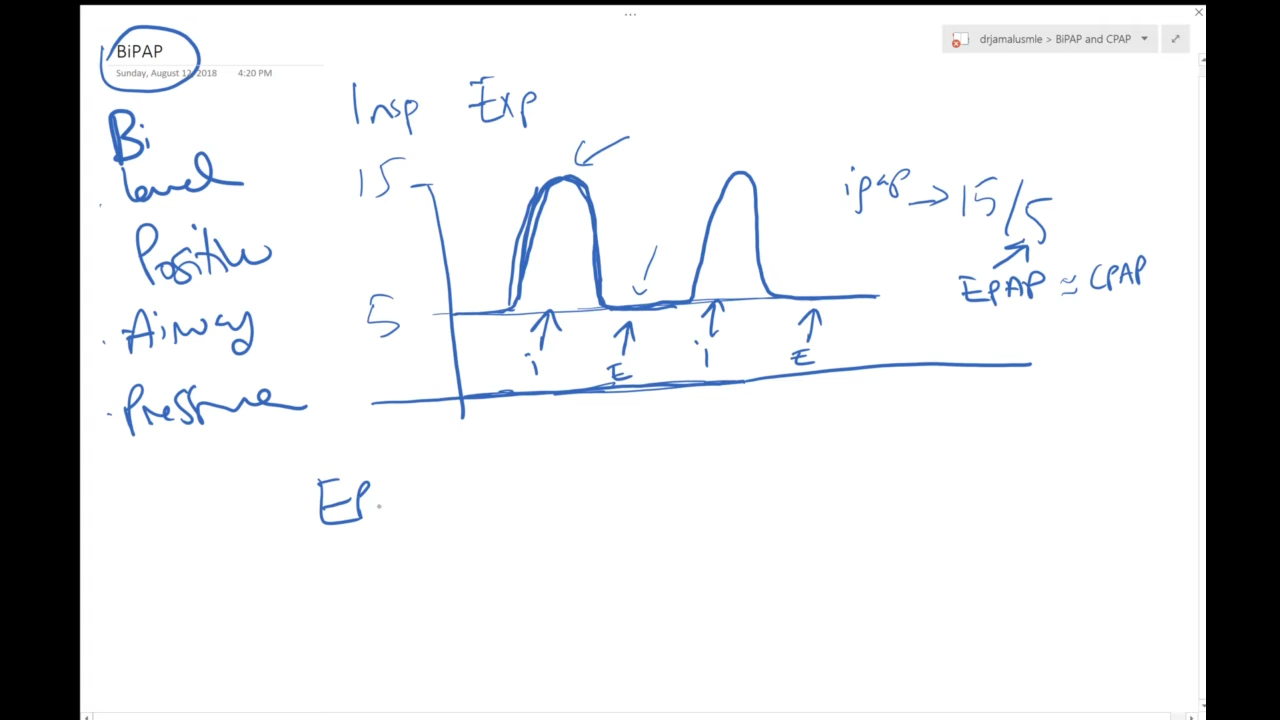 BiPAP
Sunday, August 12, 2018 4:20 PM
drjamalusmle > BiPAP and CPAP
Insp Exp
Bi
level
Positive
Airway
Pressure
15
5
i E i E
ipap → 15/5
EPAP ≈ CPAP
EP